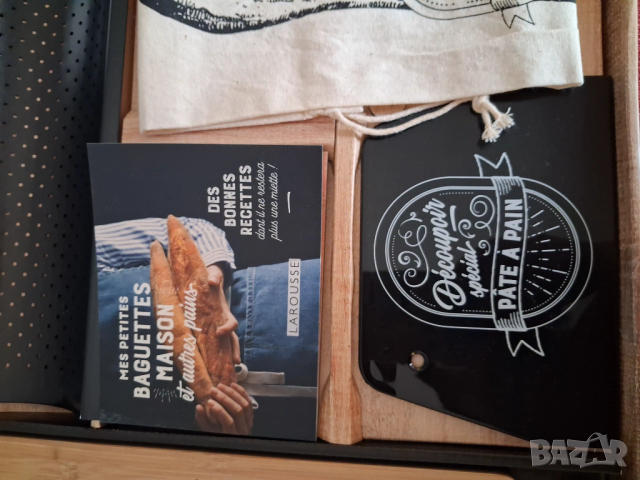 MES PETITES
BAGUETTES
MAISON
et autres pains
DES
BONNES
RECETTES
dont il ne restera
plus une miette !
LAROUSSE
Découpoir
spécial
PÂTE À PAIN
BAZAR